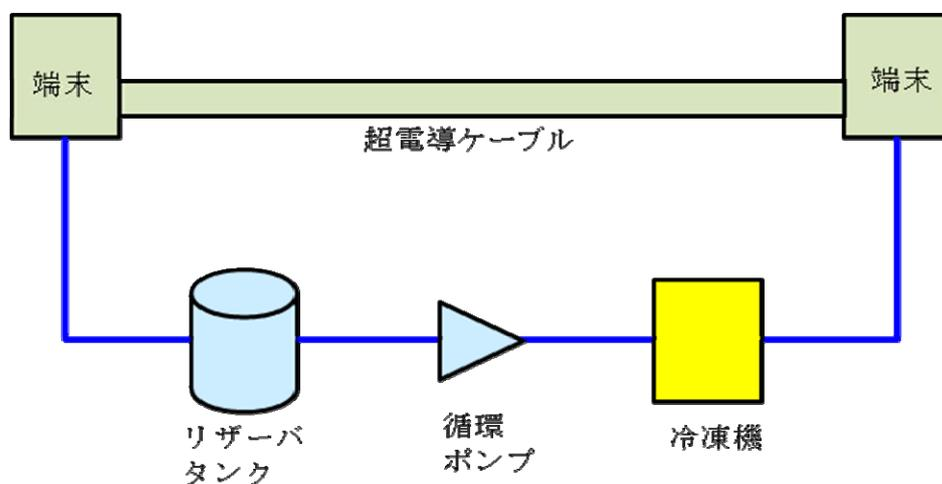 端末
端末
超電導ケーブル
リザーバ
タンク
循環
ポンプ
冷凍機